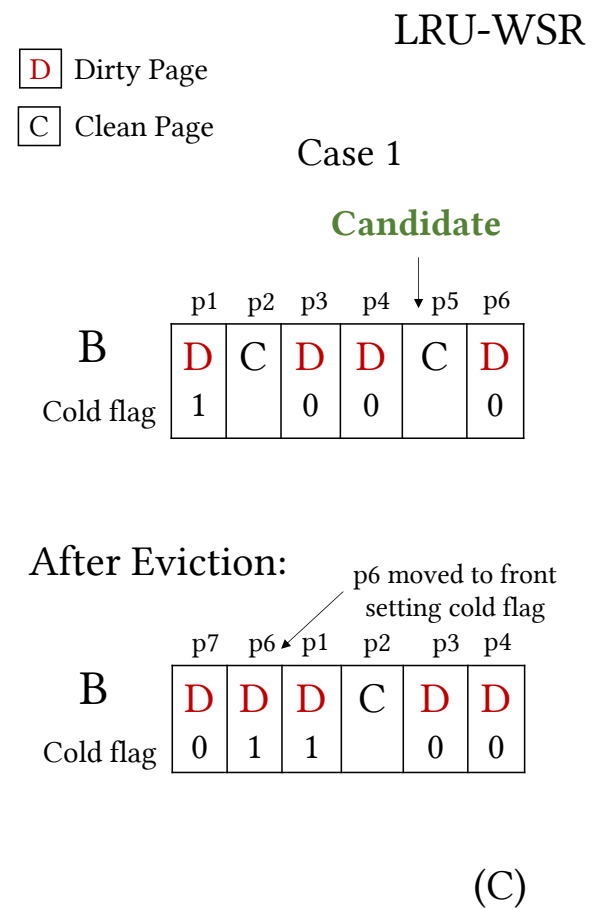 LRU-WSR
D Dirty Page
C Clean Page
Case 1
Candidate
p1 p2 p3 p4 p5 p6
B D C D D C D
Cold flag 1 0 0 0
After Eviction:
p6 moved to front
setting cold flag
p7 p6 p1 p2 p3 p4
B D D D C D D
Cold flag 0 1 1 0 0
(C)